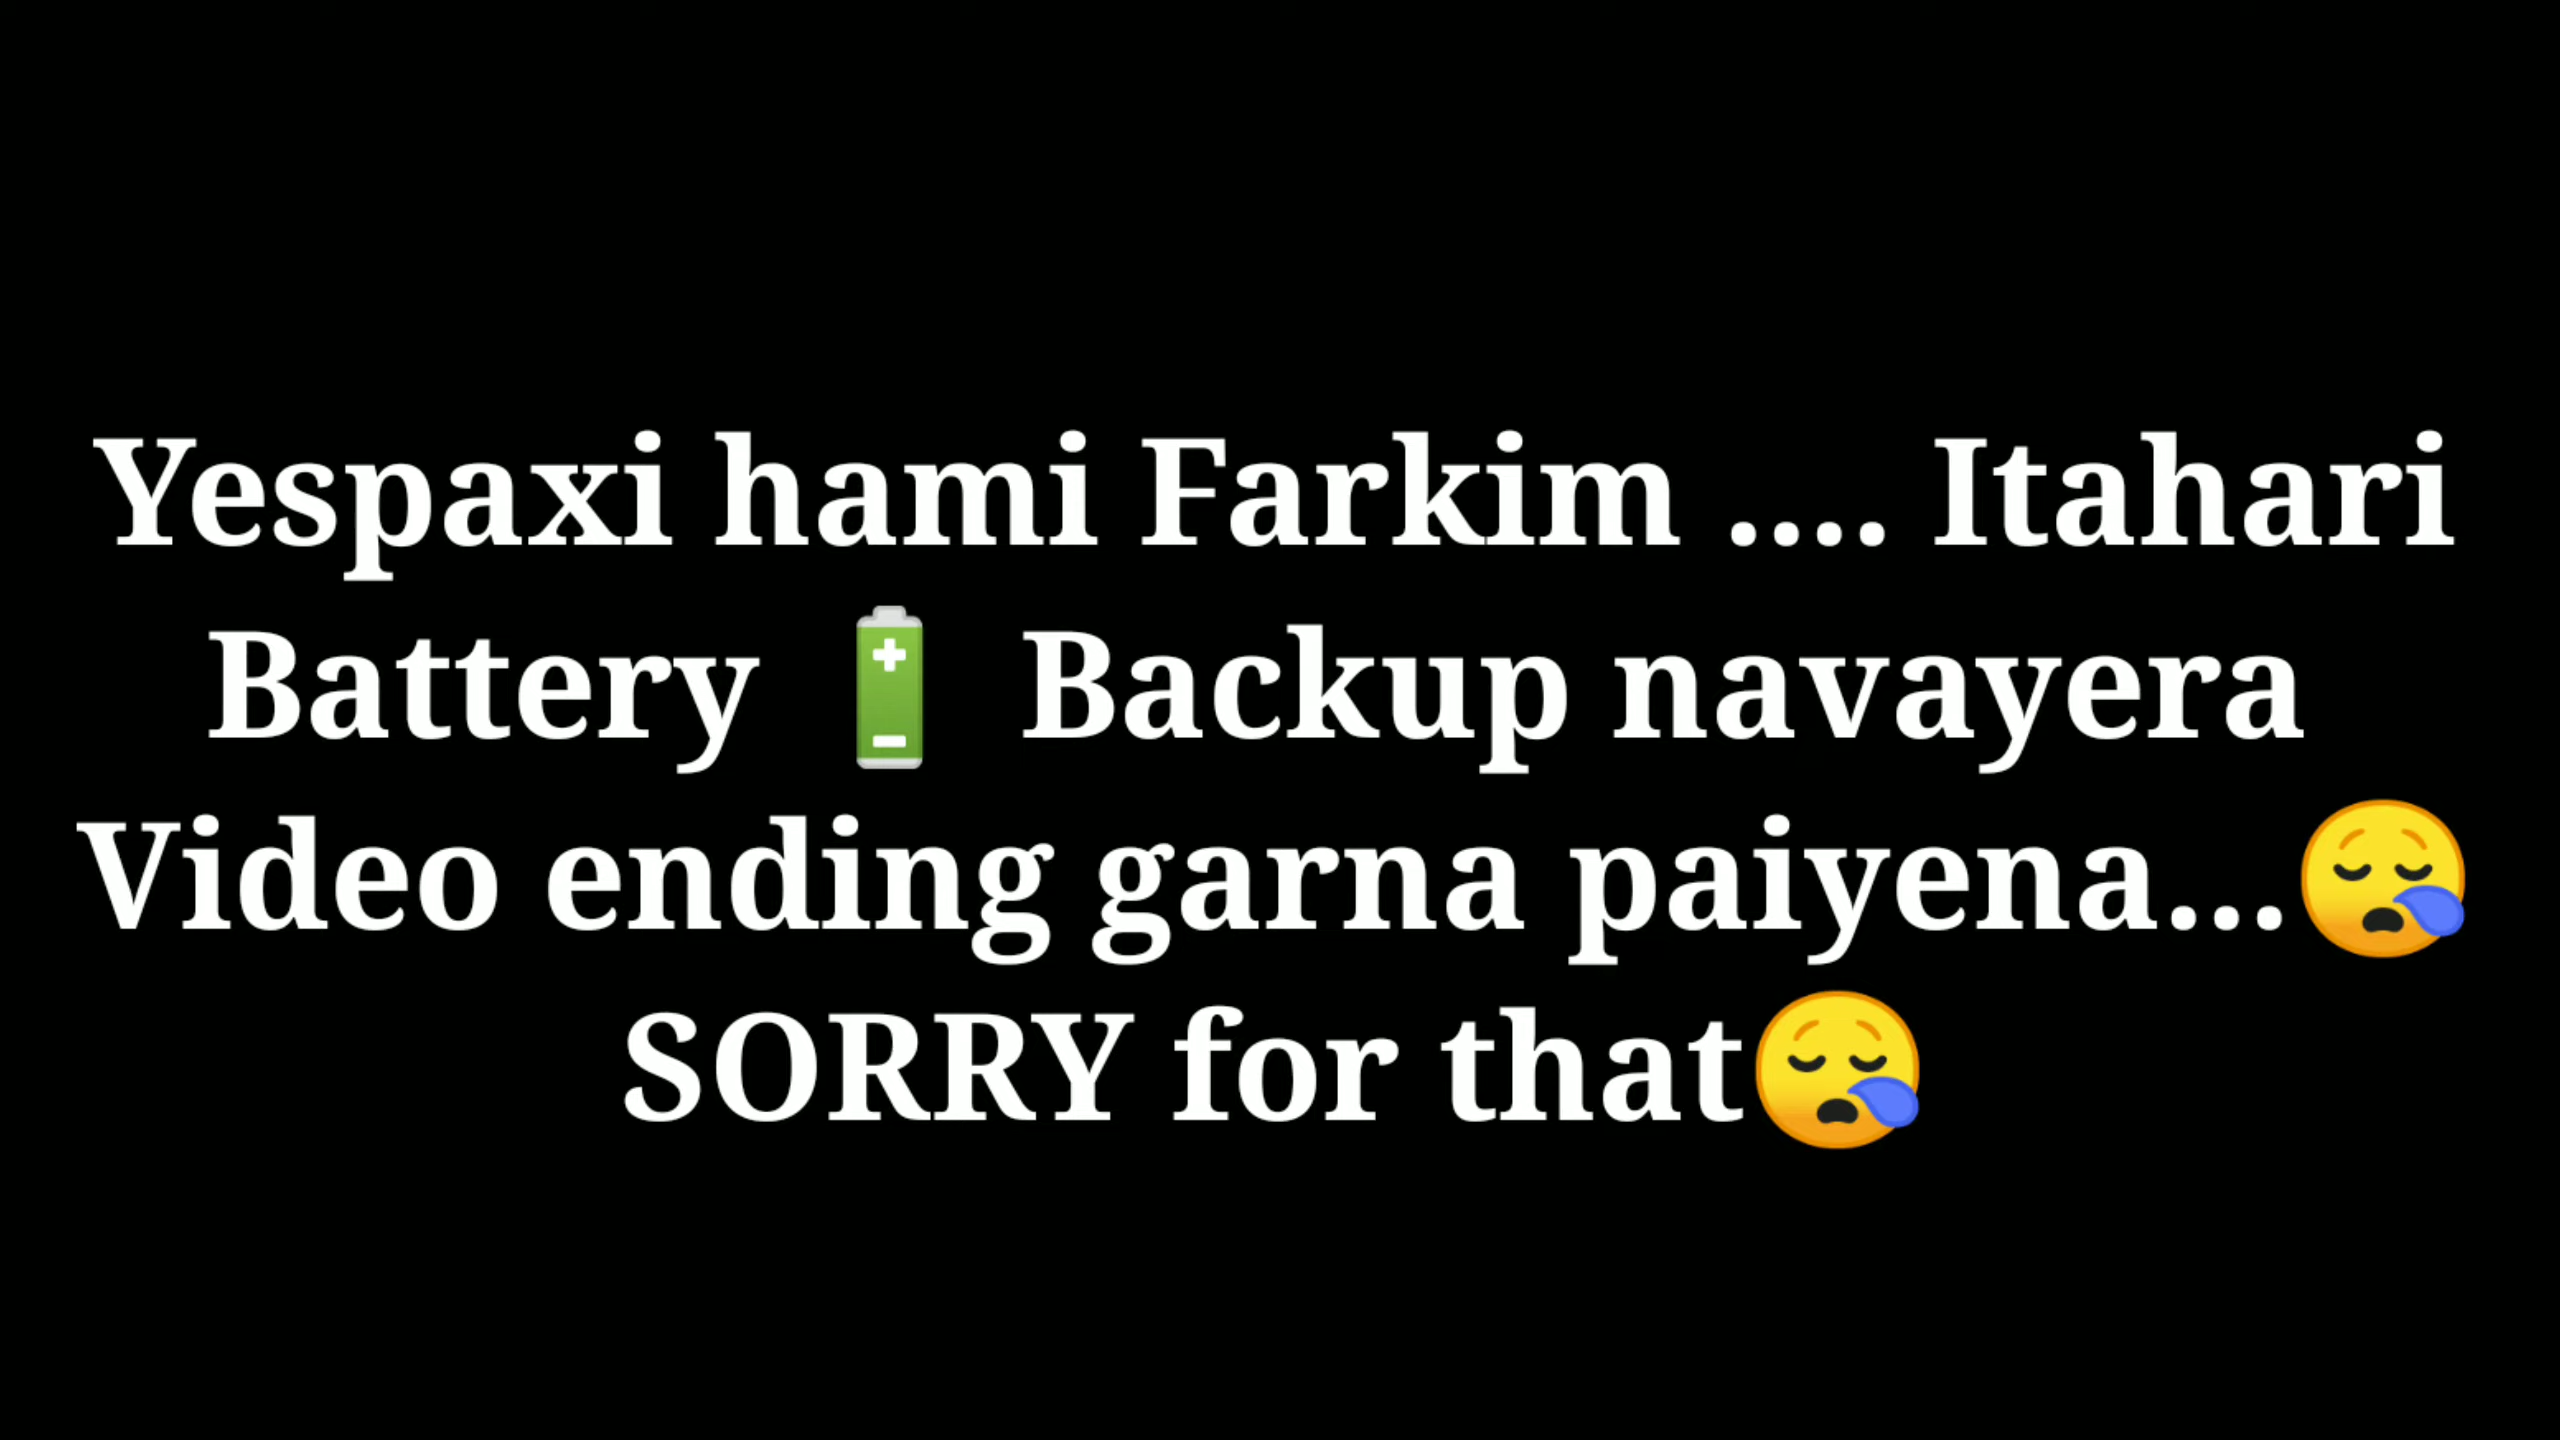 Yespaxi hami Farkim .... Itahari
Battery 🔋 Backup navayera
Video ending garna paiyena...😪
SORRY for that😪